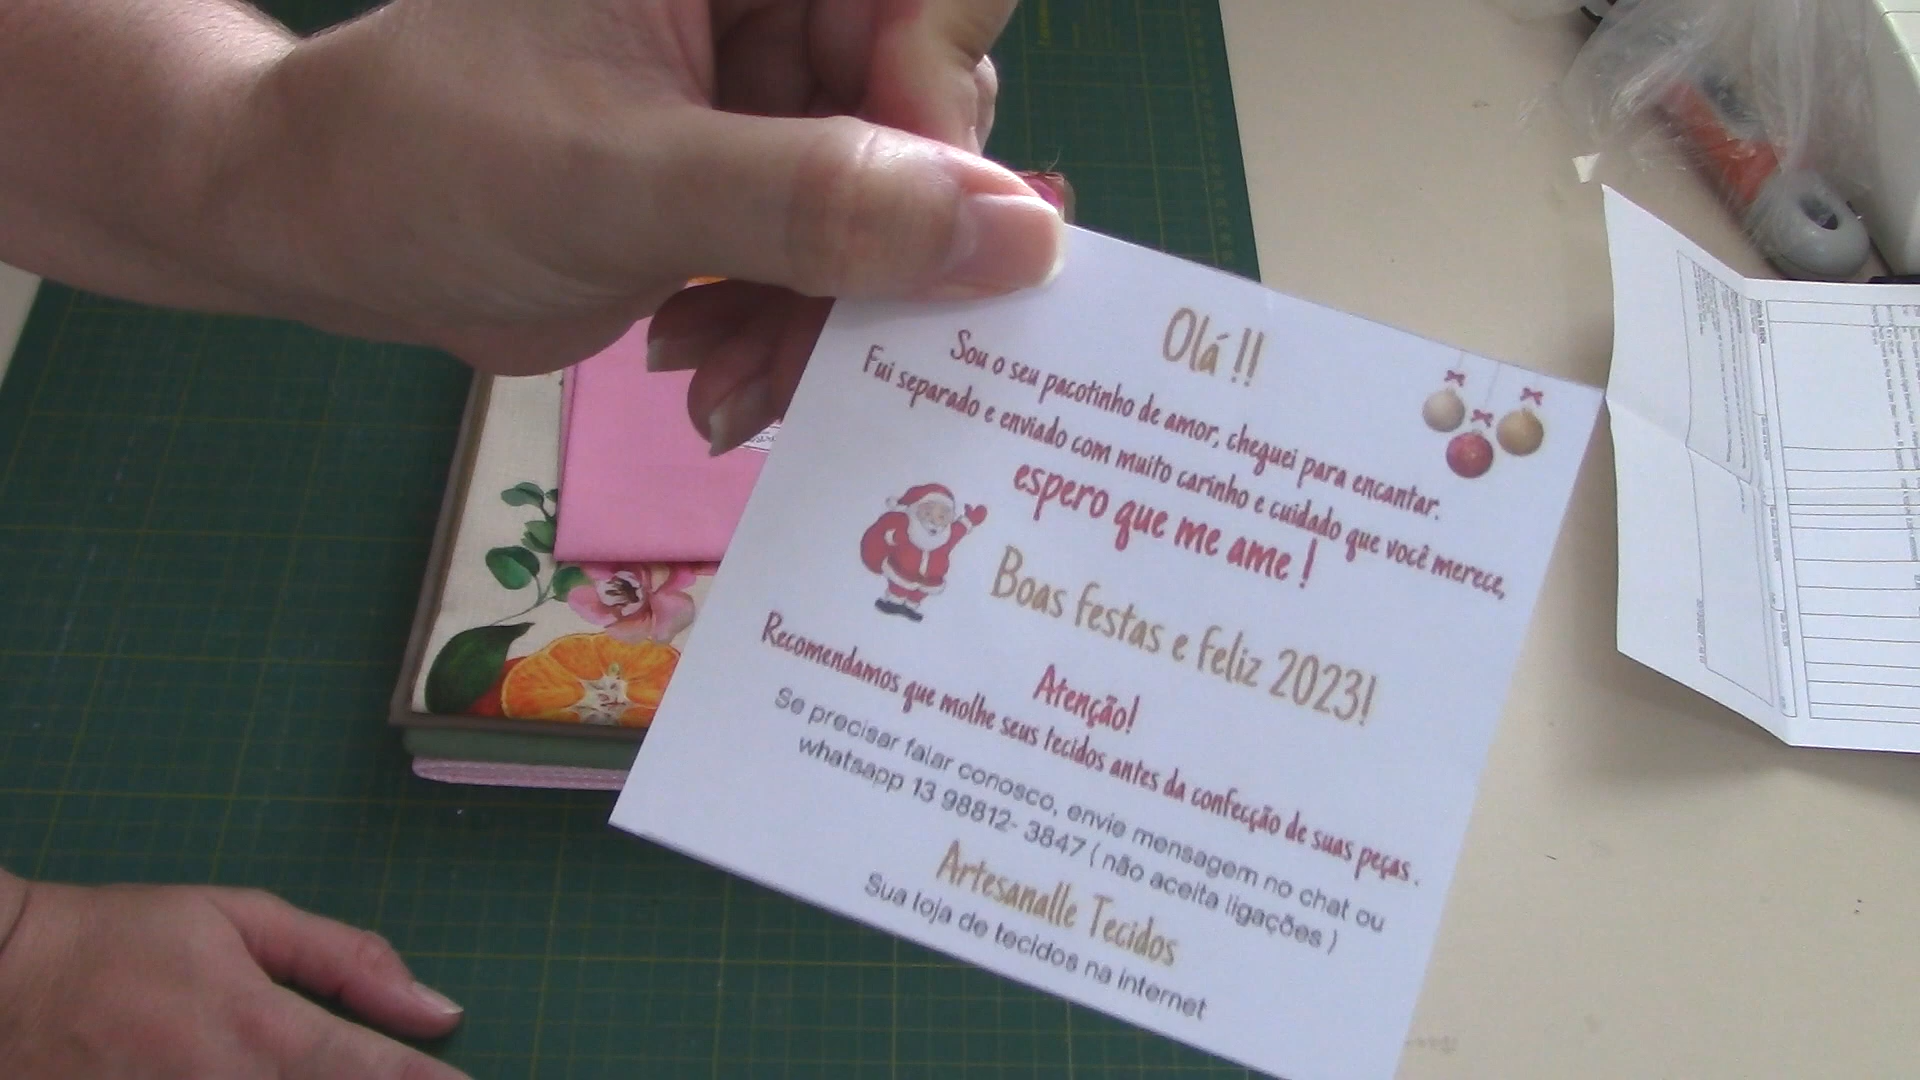 Olá !!
Sou o seu pacotinho de amor, cheguei para encantar.
Fui separado e enviado com muito carinho e cuidado que você merece,
espero que me ame !
Boas festas e feliz 2023!
Atenção!
Recomendamos que molhe seus tecidos antes da confecção de suas peças.
Se precisar falar conosco, envie mensagem no chat ou
whatsapp 13 98812- 3847 ( não aceita ligações )
Artesanalle Tecidos
Sua loja de tecidos na internet